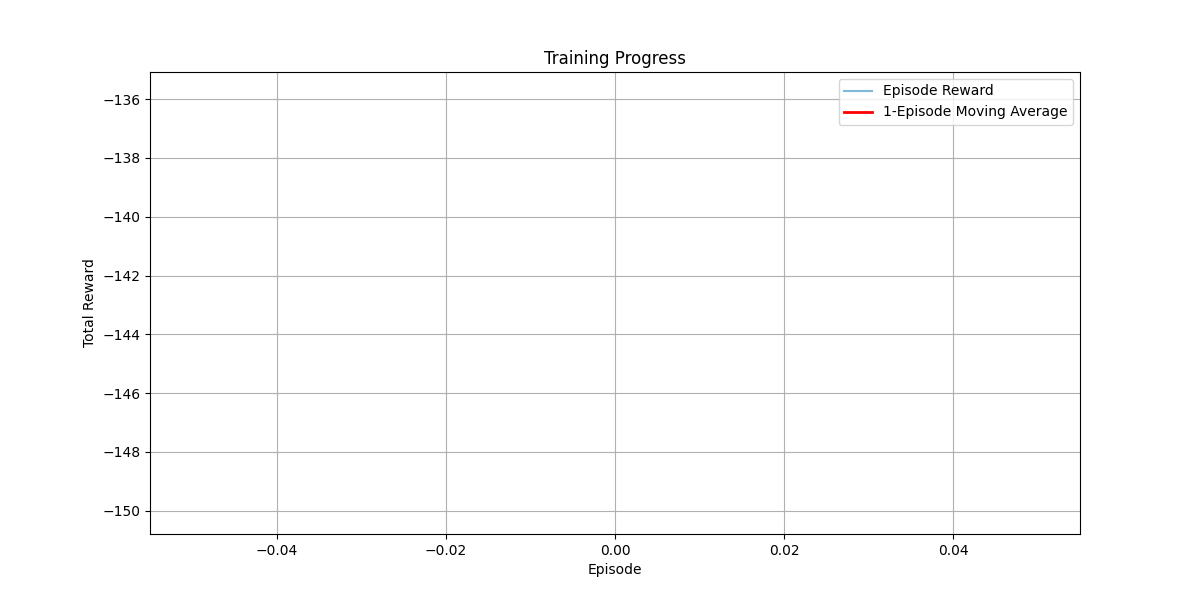 Training Progress
Episode Reward
1-Episode Moving Average
−136
−138
−140
−142
−144
−146
−148
−150
Total Reward
−0.04
−0.02
0.00
0.02
0.04
Episode